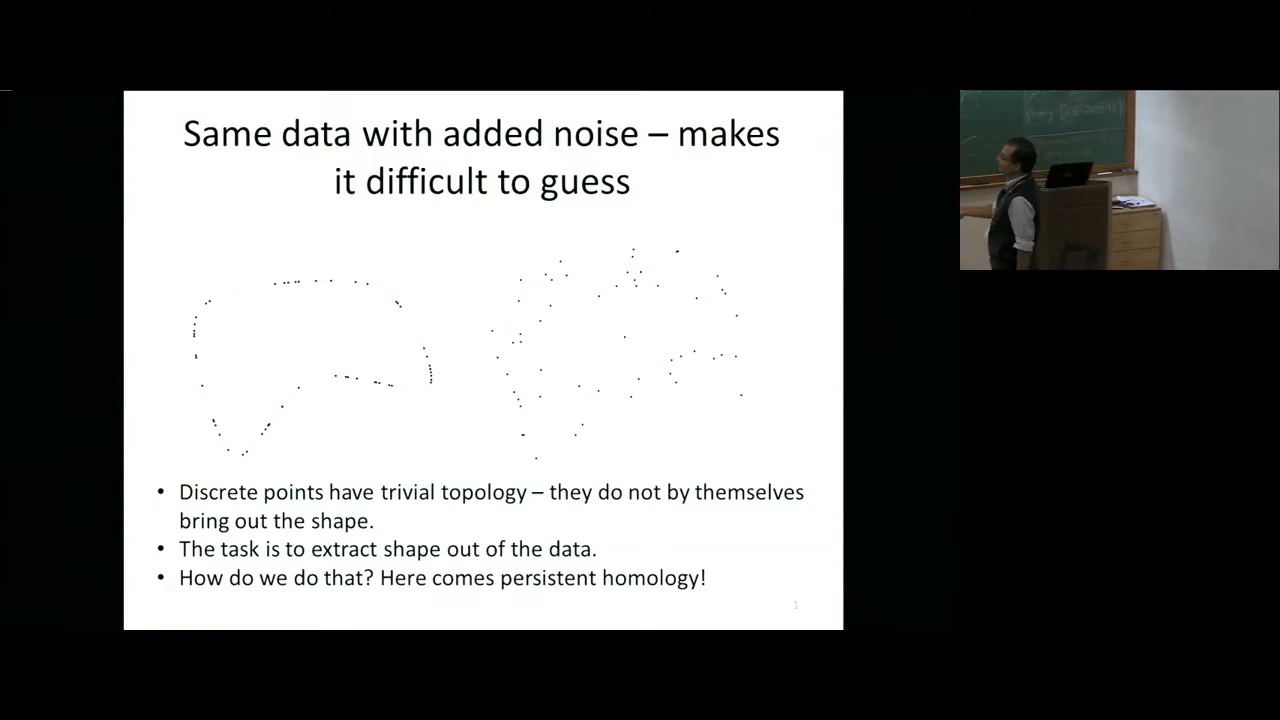 Same data with added noise – makes
it difficult to guess
• Discrete points have trivial topology – they do not by themselves
bring out the shape.
• The task is to extract shape out of the data.
• How do we do that? Here comes persistent homology!
1